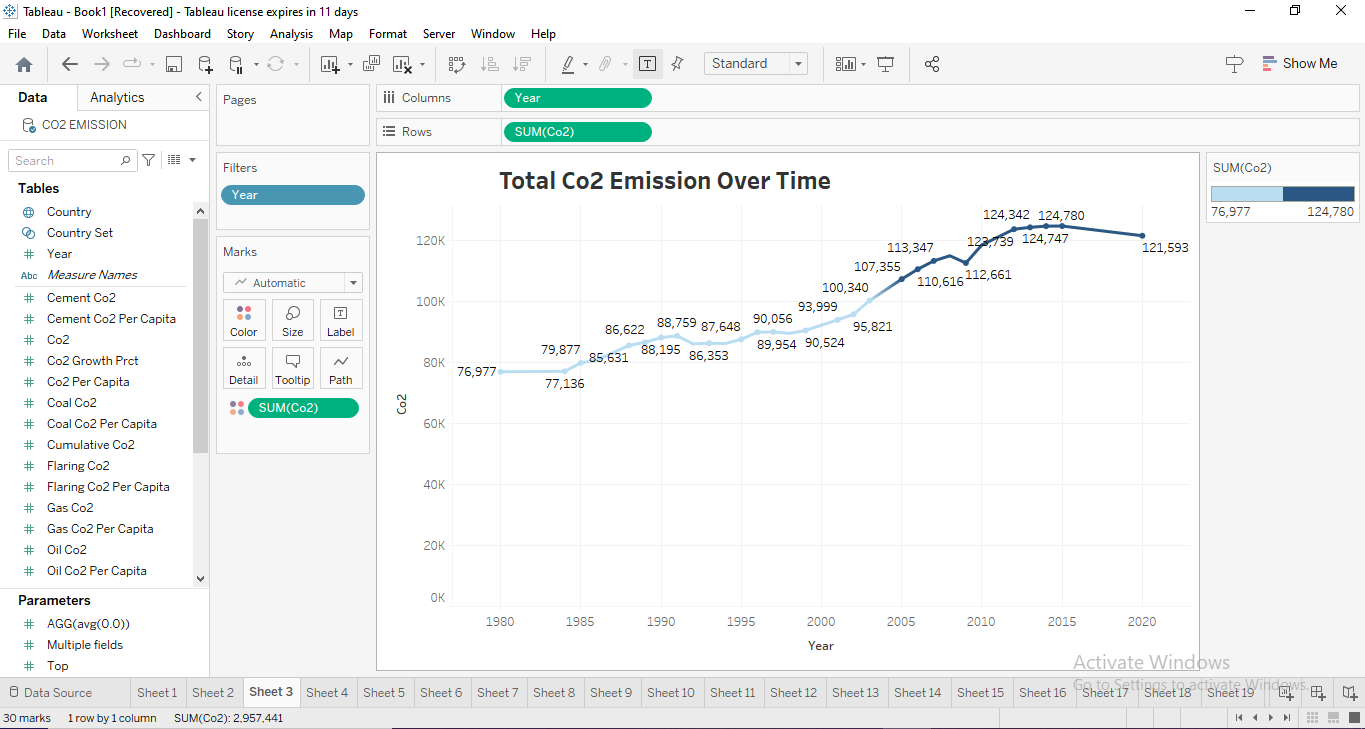 Tableau - Book1 [Recovered] - Tableau license expires in 11 days
File Data Worksheet Dashboard Story Analysis Map Format Server Window Help
Standard
Show Me
Data Analytics
CO2 EMISSION
Search
Tables
Country
Country Set
Year
Abc Measure Names
Cement Co2
Cement Co2 Per Capita
Co2
Co2 Growth Prct
Co2 Per Capita
Coal Co2
Coal Co2 Per Capita
Cumulative Co2
Flaring Co2
Flaring Co2 Per Capita
Gas Co2
Gas Co2 Per Capita
Oil Co2
Oil Co2 Per Capita
Parameters
AGG(avg(0.0))
Multiple fields
Top
Pages
Filters
Year
Marks
Automatic
Color Size Label
Detail Tooltip Path
SUM(Co2)
Columns Year
Rows SUM(Co2)
Total Co2 Emission Over Time
124,342 124,780
120K 113,347 123,739 124,747 121,593
107,355 110,616 112,661
100K 100,340
93,999
86,622 88,759 87,648 90,056 95,821
79,877 85,631 88,195 86,353 89,954 90,524
80K
76,977
77,136
Co2
60K
40K
20K
0K
1980 1985 1990 1995 2000 2005 2010 2015 2020
Year
SUM(Co2)
76,977 124,780
Activate Windows
Go to Settings to activate Windows.
Data Source Sheet 1 Sheet 2 Sheet 3 Sheet 4 Sheet 5 Sheet 6 Sheet 7 Sheet 8 Sheet 9 Sheet 10 Sheet 11 Sheet 12 Sheet 13 Sheet 14 Sheet 15 Sheet 16 Sheet 17 Sheet 18 Sheet 19
30 marks 1 row by 1 column SUM(Co2): 2,957,441